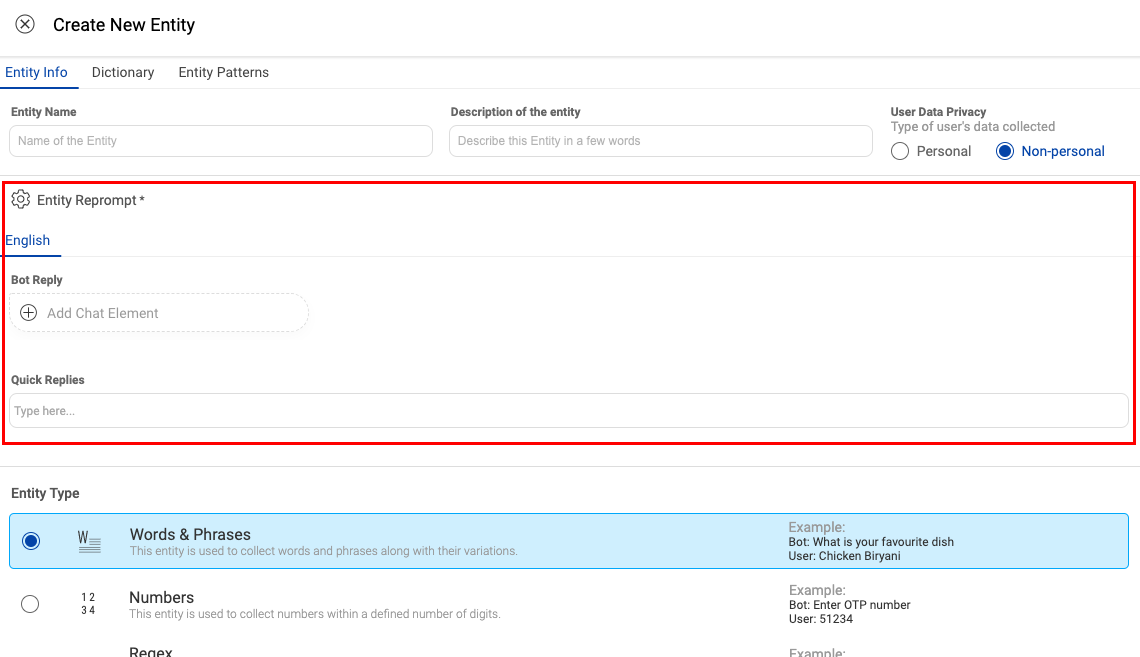 Create New Entity
Entity Info Dictionary Entity Patterns
Entity Name
Name of the Entity
Description of the entity
Describe this Entity in a few words
User Data Privacy
Type of user's data collected
Personal Non-personal
Entity Reprompt *
English
Bot Reply
Add Chat Element
Quick Replies
Type here...
Entity Type
W
Words & Phrases
This entity is used to collect words and phrases along with their variations.
Example:
Bot: What is your favourite dish
User: Chicken Biryani
1 2
3 4
Numbers
This entity is used to collect numbers within a defined number of digits.
Example:
Bot: Enter OTP number
User: 51234
Regex
Example: